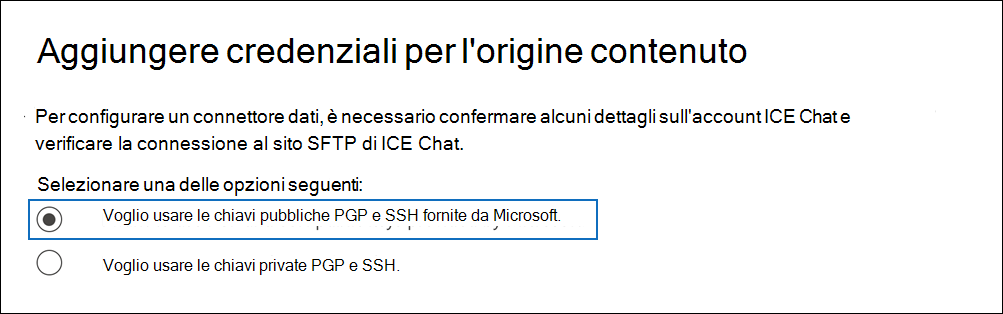 Aggiungere credenziali per l'origine contenuto
Per configurare un connettore dati, è necessario confermare alcuni dettagli sull'account ICE Chat e
verificare la connessione al sito SFTP di ICE Chat.
Selezionare una delle opzioni seguenti:
Voglio usare le chiavi pubbliche PGP e SSH fornite da Microsoft.
Voglio usare le chiavi private PGP e SSH.